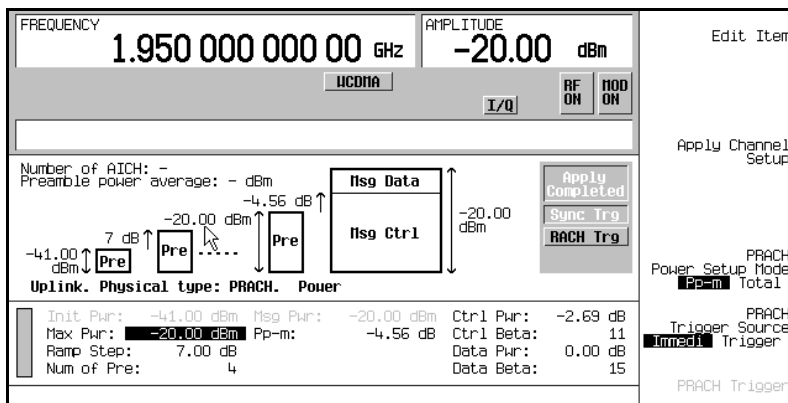 FREQUENCY
1.950 000 000 00 GHz
AMPLITUDE
-20.00 dBm
WCDMA
I/Q
RF ON
MOD ON
Number of AICH: -
Preamble power average: - dBm
-41.00 dBm
Pre
7 dB
-20.00 dBm
Pre
-4.56 dB
Pre
Msg Data
Msg Ctrl
-20.00 dBm
Apply Completed
Sync Trg
RACH Trg
Uplink. Physical type: PRACH. Power
Init Pwr: -41.00 dBm Msg Pwr: -20.00 dBm Ctrl Pwr: -2.69 dB
Max Pwr: -20.00 dBm Pp-m: -4.56 dB Ctrl Beta: 11
Ramp Step: 7.00 dB Data Pwr: 0.00 dB
Num of Pre: 4 Data Beta: 15
Edit Item
Apply Channel
Setup
PRACH
Power Setup Mode
Pp-m Total
PRACH
Trigger Source
Immedi Trigger
PRACH Trigger